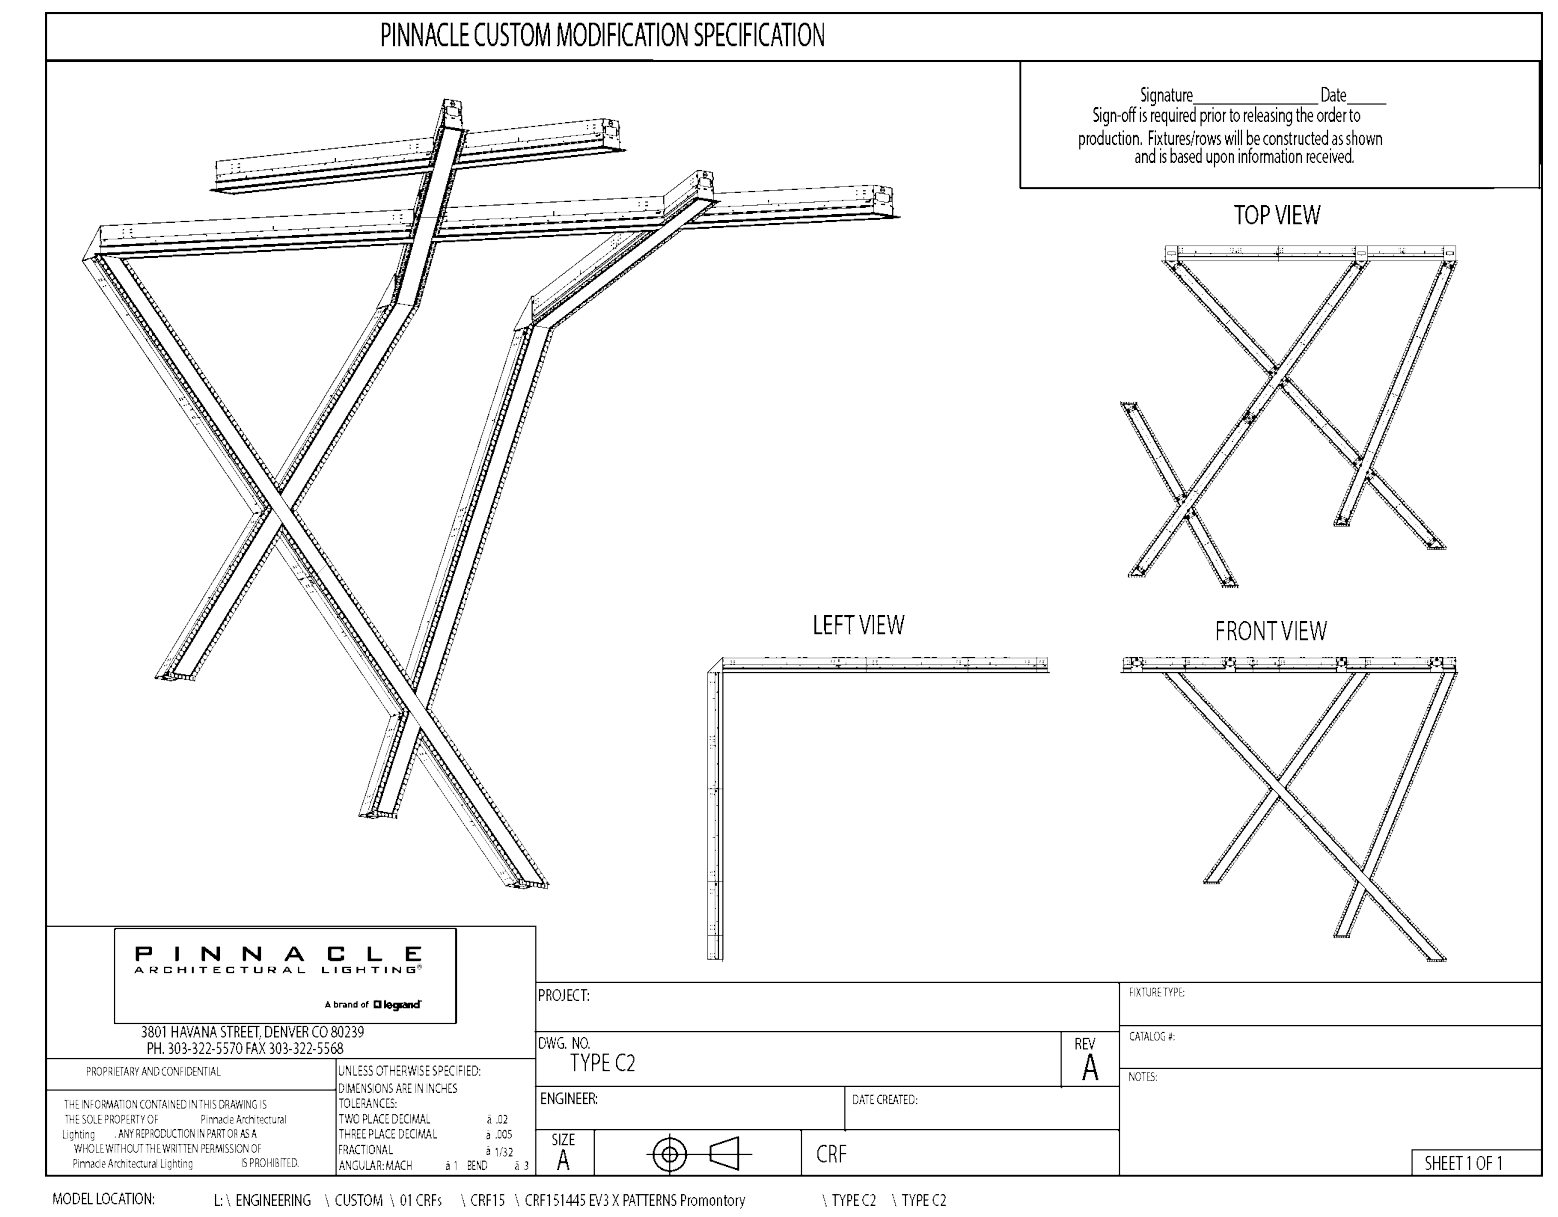 PINNACLE CUSTOM MODIFICATION SPECIFICATION
Signature______________ Date_____
Sign-off is required prior to releasing the order to
production. Fixtures/rows will be constructed as shown
and is based upon information received.
TOP VIEW
LEFT VIEW
FRONT VIEW
PINNACLE
ARCHITECTURAL LIGHTING®
A brand of legrand
3801 HAVANA STREET, DENVER CO 80239
PH. 303-322-5570 FAX 303-322-5568
PROPRIETARY AND CONFIDENTIAL
THE INFORMATION CONTAINED IN THIS DRAWING IS
THE SOLE PROPERTY OF Pinnacle Architectural
Lighting . ANY REPRODUCTION IN PART OR AS A
WHOLE WITHOUT THE WRITTEN PERMISSION OF
Pinnacle Architectural Lighting IS PROHIBITED.
UNLESS OTHERWISE SPECIFIED:
DIMENSIONS ARE IN INCHES
TOLERANCES:
TWO PLACE DECIMAL ä .02
THREE PLACE DECIMAL ä .005
FRACTIONAL ä 1/32
ANGULAR: MACH ä 1 BEND ä 3
PROJECT:
DWG. NO.
TYPE C2
REV
A
ENGINEER:
DATE CREATED:
SIZE
A
CRF
FIXTURE TYPE:
CATALOG #:
NOTES:
SHEET 1 OF 1
MODEL LOCATION: L: \ ENGINEERING \ CUSTOM \ 01 CRFs \ CRF15 \ CRF151445 EV3 X PATTERNS Promontory \ TYPE C2 \ TYPE C2